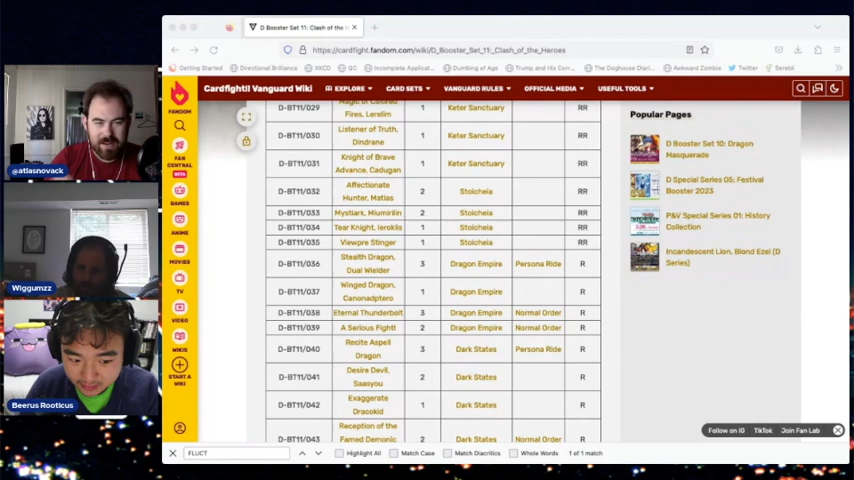 D Booster Set 11: Clash of the H
https://cardfight.fandom.com/wiki/D_Booster_Set_11:_Clash_of_the_Heroes
Getting Started
Directional Brilliance
XKCD
QC
Incomplete Applicat...
Dumbing of Age
Trump and His Corr...
The Doghouse Diari...
Awkward Zombie
Twitter
Serebii
Cardfight!! Vanguard Wiki
EXPLORE
CARD SETS
VANGUARD RULES
OFFICIAL MEDIA
USEFUL TOOLS
FANDOM
FAN CENTRAL
BETA
GAMES
ANIME
MOVIES
TV
VIDEO
WIKIS
START A WIKI
@atlasnovack
Wiggumzz
Beerus Rooticus
D-BT11/029 Magic of Colored Fires, Lerelim 1 Keter Sanctuary RR
D-BT11/030 Listener of Truth, Dindrane 1 Keter Sanctuary RR
D-BT11/031 Knight of Brave Advance, Cadugan 1 Keter Sanctuary RR
D-BT11/032 Affectionate Hunter, Matias 2 Stoicheia RR
D-BT11/033 Mystiark, Miumirilin 2 Stoicheia RR
D-BT11/034 Tear Knight, Ieroklis 1 Stoicheia RR
D-BT11/035 Viewpre Stinger 1 Stoicheia RR
D-BT11/036 Stealth Dragon, Dual Wielder 3 Dragon Empire Persona Ride R
D-BT11/037 Winged Dragon, Canonadptero 1 Dragon Empire R
D-BT11/038 Eternal Thunderbolt 3 Dragon Empire Normal Order R
D-BT11/039 A Serious Fight! 2 Dragon Empire Normal Order R
D-BT11/040 Recite Aspell Dragon 3 Dark States Persona Ride R
D-BT11/041 Desire Devil, Saasyou 2 Dark States R
D-BT11/042 Exaggerate Dracokid 1 Dark States R
D-BT11/043 Reception of the Famed Demonic 2 Dark States Normal Order R
Popular Pages
D Booster Set 10: Dragon Masquerade
D Special Series 05: Festival Booster 2023
P&V Special Series 01: History Collection
Incandescent Lion, Blond Ezel (D Series)
Follow on IG
TikTok
Join Fan Lab
FLUCT
Highlight All
Match Case
Match Diacritics
Whole Words
1 of 1 match